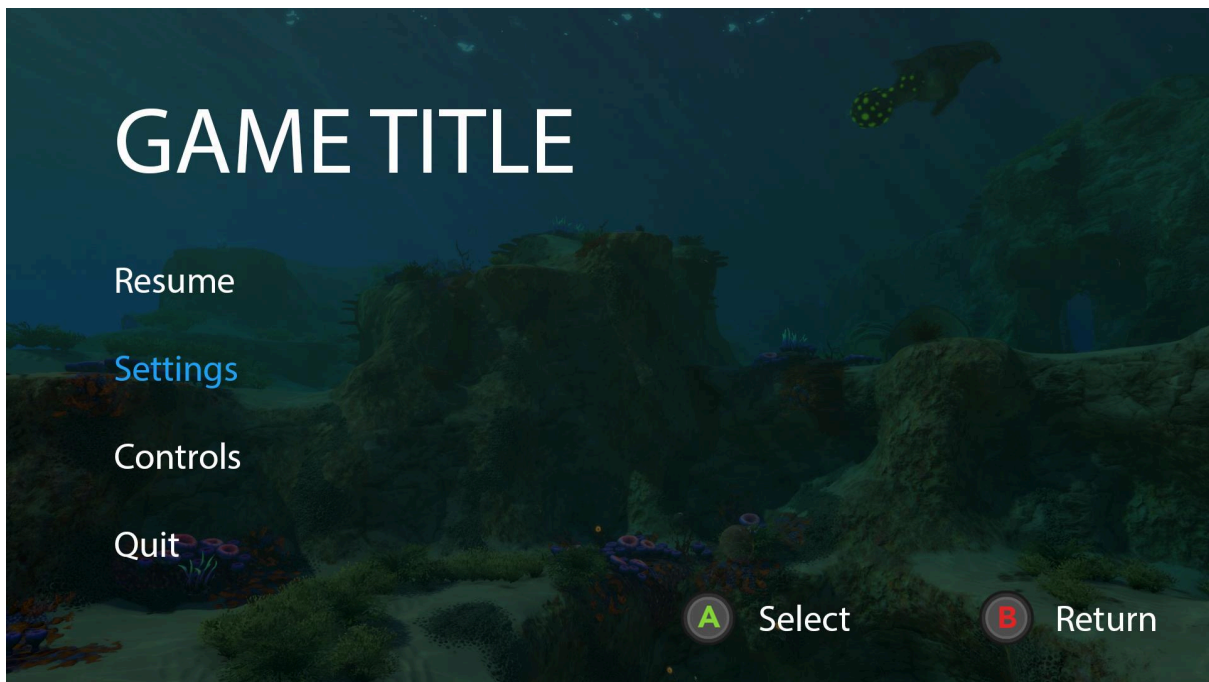 GAME TITLE
Resume
Settings
Controls
Quit
A Select B Return